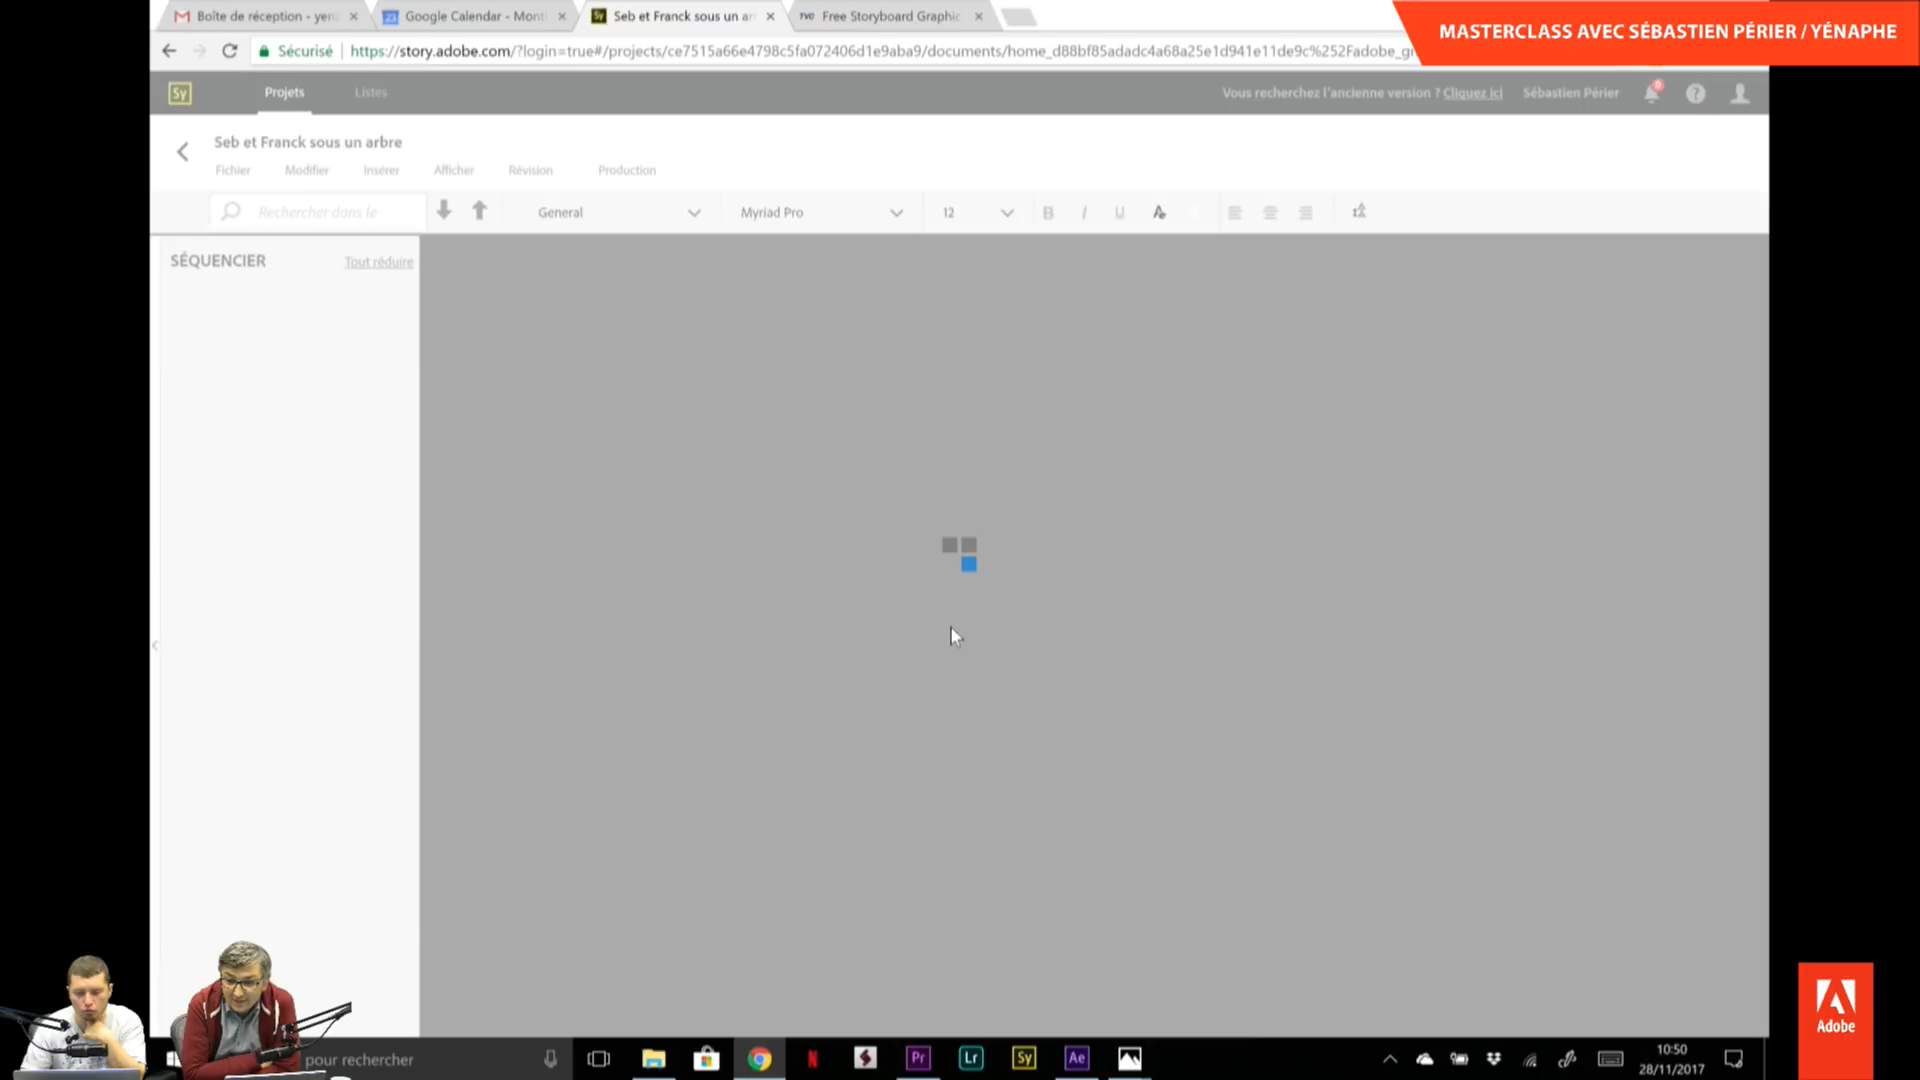 Boîte de réception - yen
Google Calendar - Mont
Seb et Franck sous un ar
Free Storyboard Graphic
MASTERCLASS AVEC SÉBASTIEN PÉRIER / YÉNAPHE
Sécurisé
https://story.adobe.com/?login=true#/projects/ce7515a66e4798c5fa072406d1e9aba9/documents/home_d88bf85adadc4a68a25e1d941e11de9c%252Fadobe_gr
Sy
Projets
Listes
Vous recherchez l'ancienne version ? Cliquez ici
Sébastien Périer
Seb et Franck sous un arbre
Fichier
Modifier
Insérer
Afficher
Révision
Production
Rechercher dans le
General
Myriad Pro
12
B
I
U
SÉQUENCIER
Tout réduire
Adobe
pour rechercher
Pr
Lr
Sy
Ae
10:50
28/11/2017